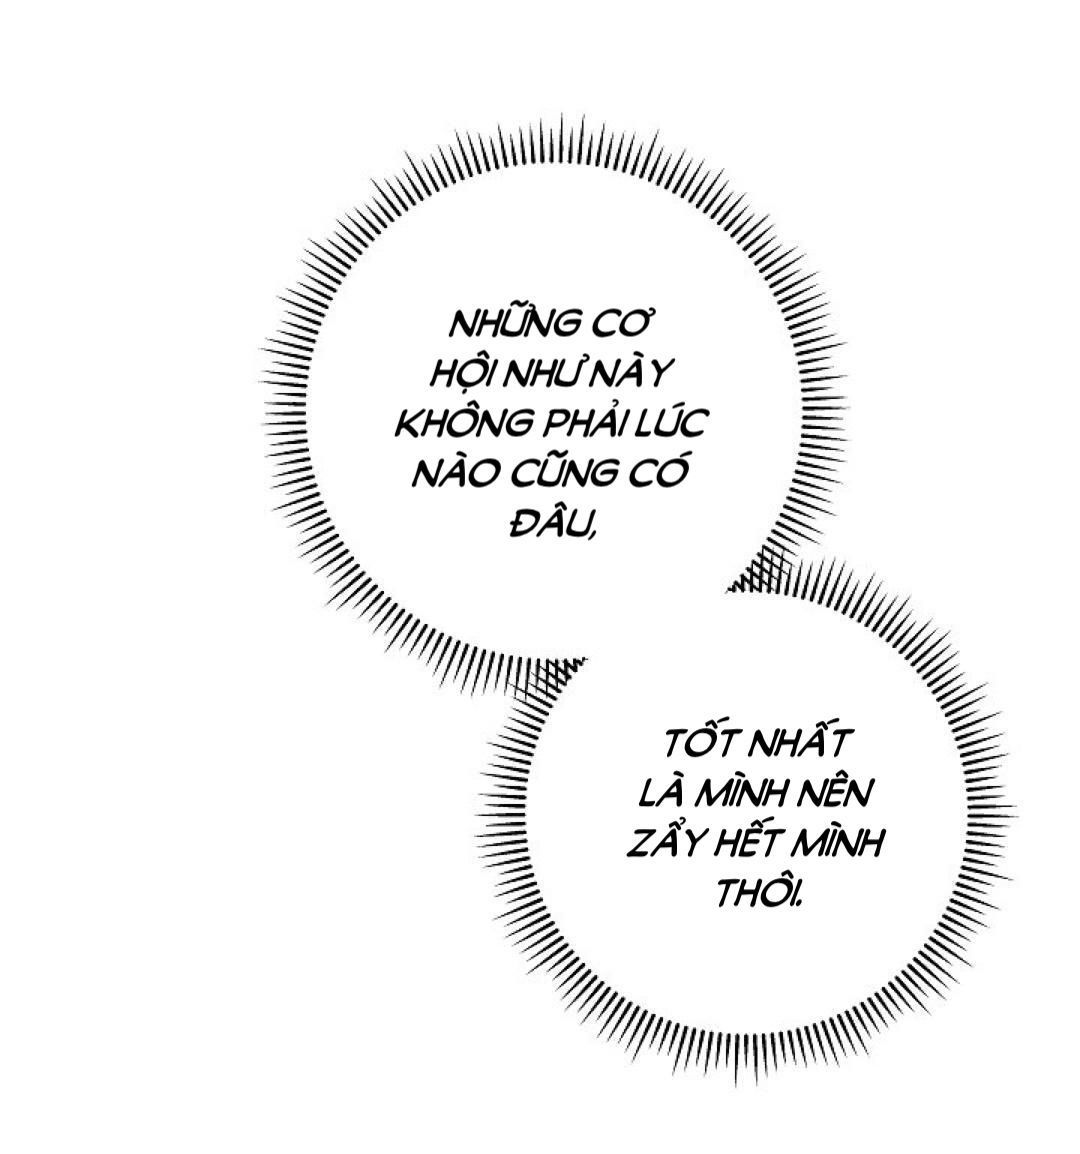 NHỮNG CƠ
HỘI NHƯ NÀY
KHÔNG PHẢI LÚC
NÀO CŨNG CÓ
ĐÂU,
TỐT NHẤT
LÀ MÌNH NÊN
ZẨY HẾT MÌNH
THÔI.